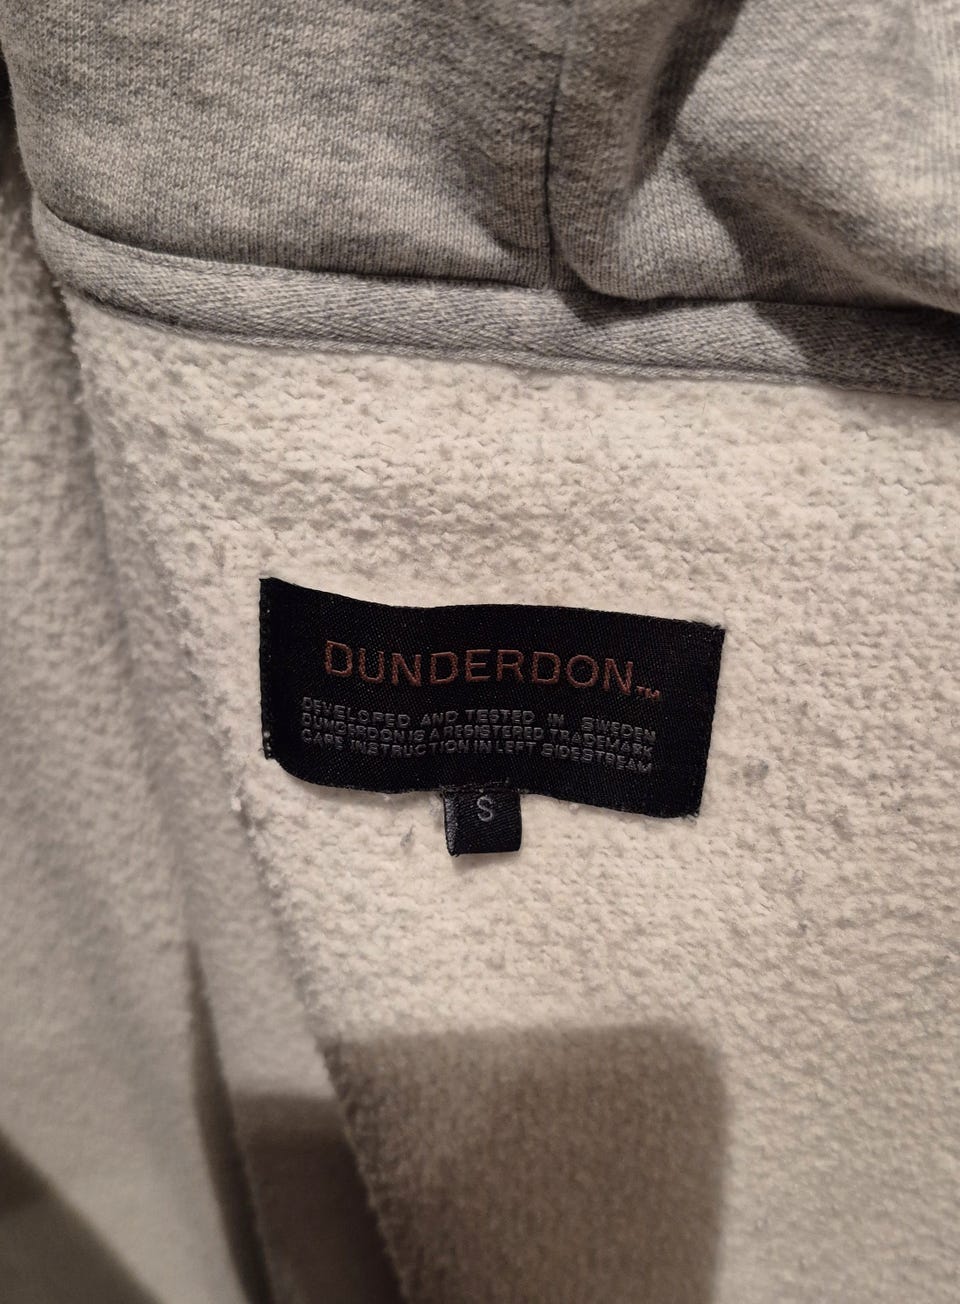 DUNDERDON™
DEVELOPED AND TESTED IN SWEDEN
DUNDERDON IS A REGISTERED TRADEMARK
CARE INSTRUCTION IN LEFT SIDESTREAM
S